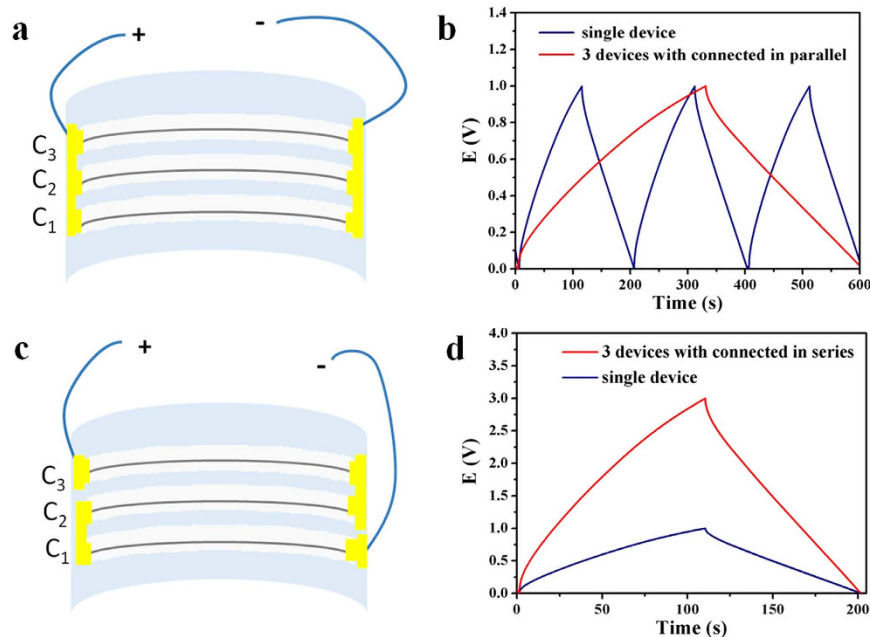 a
+
-
C3
C2
C1
b
1.4
1.2
1.0
0.8
0.6
0.4
0.2
0.0
E (V)
single device
3 devices with connected in parallel
0 100 200 300 400 500 600
Time (s)
c
+
-
C3
C2
C1
d
4.0
3.5
3.0
2.5
2.0
1.5
1.0
0.5
0.0
E (V)
3 devices with connected in series
single device
0 50 100 150 200
Time (s)